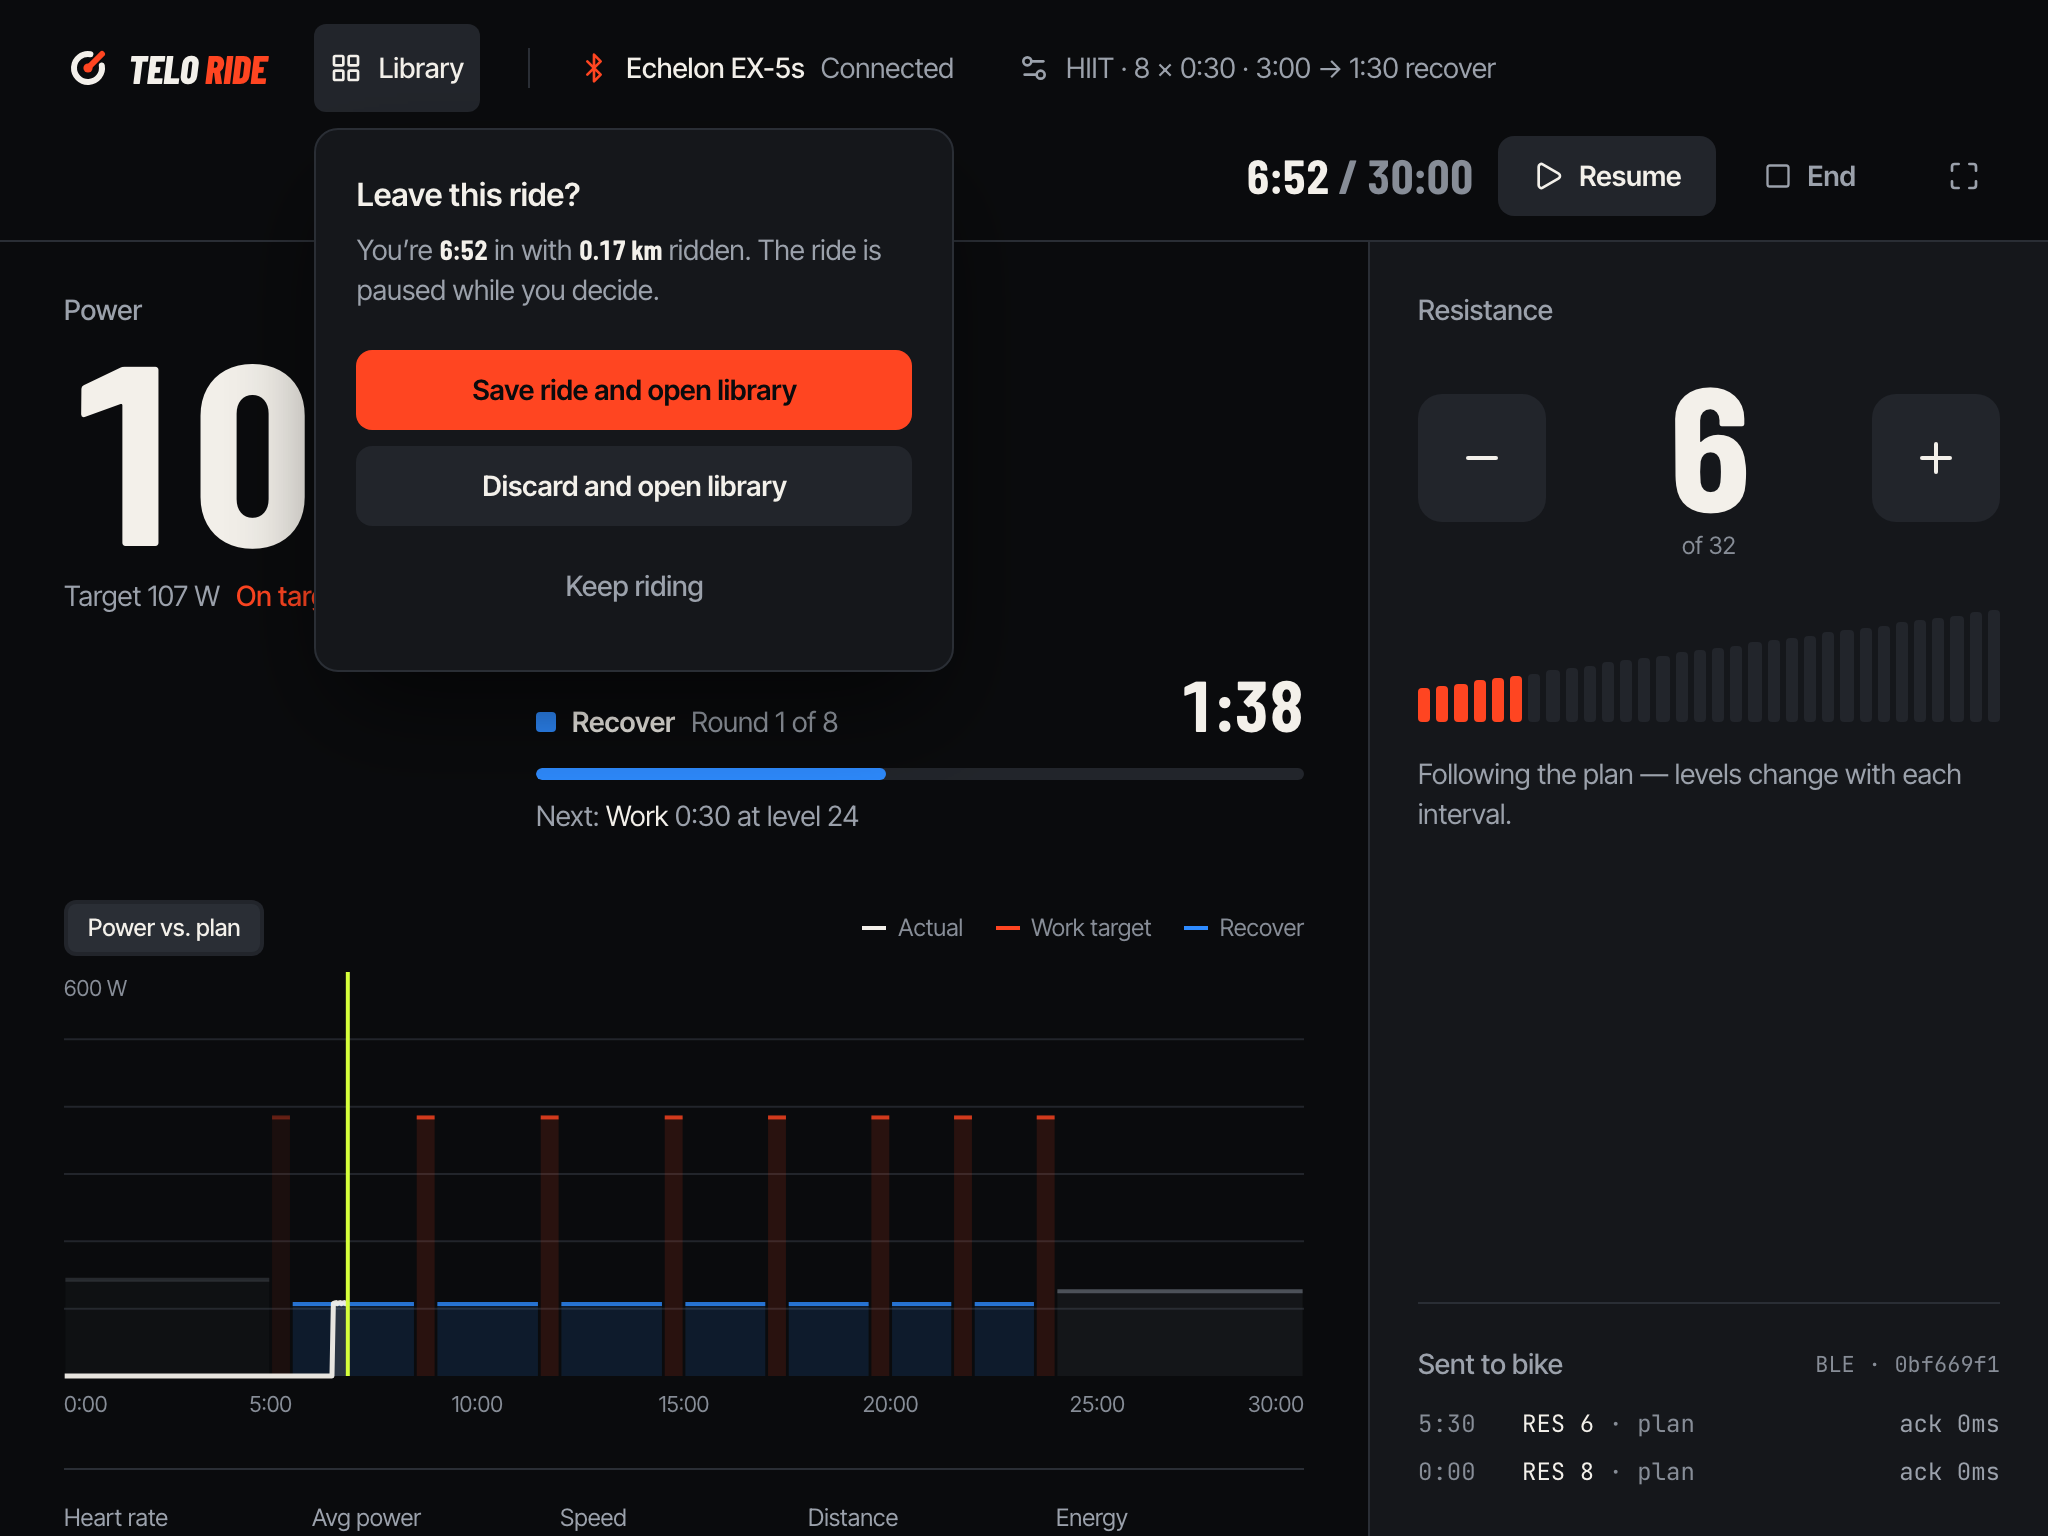 TELO RIDE
Library
Echelon EX-5s Connected
HIIT · 8 × 0:30 · 3:00 → 1:30 recover
6:52 / 30:00
Resume
End
Leave this ride?
You’re 6:52 in with 0.17 km ridden. The ride is
paused while you decide.
Save ride and open library
Discard and open library
Keep riding
Power
10
Target 107 W On
Recover Round 1 of 8
1:38
Next: Work 0:30 at level 24
Power vs. plan
Actual
Work target
Recover
600 W
0:00
5:00
10:00
15:00
20:00
25:00
30:00
Heart rate
Avg power
Speed
Distance
Energy
Resistance
6
of 32
Following the plan — levels change with each
interval.
Sent to bike
BLE · 0bf669f1
5:30 RES 6 · plan ack 0ms
0:00 RES 8 · plan ack 0ms